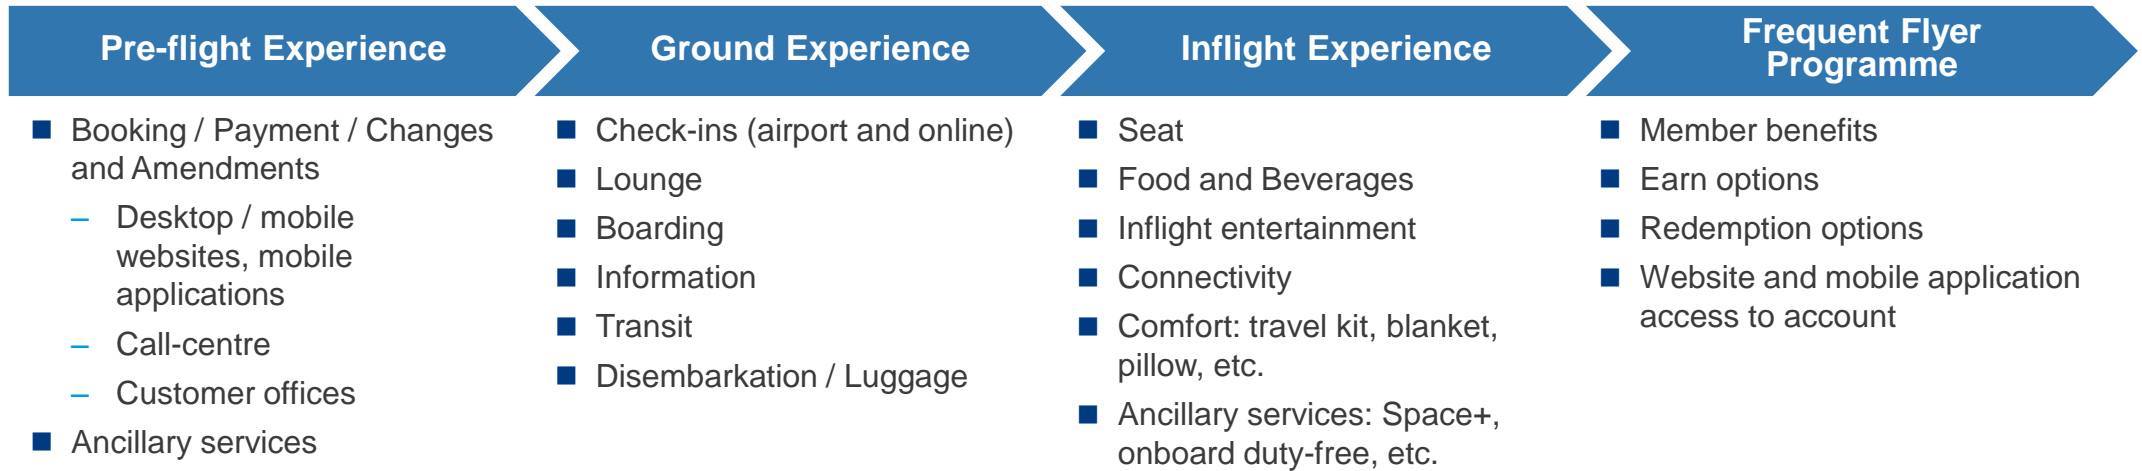 Pre-flight Experience
Booking / Payment / Changes
and Amendments
– Desktop / mobile
websites, mobile
applications
– Call-centre
– Customer offices
Ancillary services
Ground Experience
Check-ins (airport and online)
Lounge
Boarding
Information
Transit
Disembarkation / Luggage
Inflight Experience
Seat
Food and Beverages
Inflight entertainment
Connectivity
Comfort: travel kit, blanket,
pillow, etc.
Ancillary services: Space+,
onboard duty-free, etc.
Frequent Flyer
Programme
Member benefits
Earn options
Redemption options
Website and mobile application
access to account